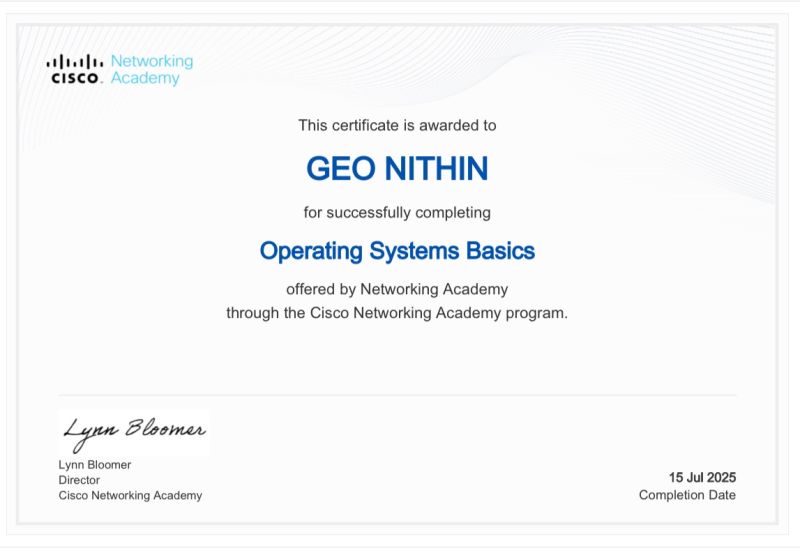 Networking
CISCO. Academy
This certificate is awarded to
GEO NITHIN
for successfully completing
Operating Systems Basics
offered by Networking Academy
through the Cisco Networking Academy program.
Lynn Bloomer
Lynn Bloomer
Director
Cisco Networking Academy
15 Jul 2025
Completion Date